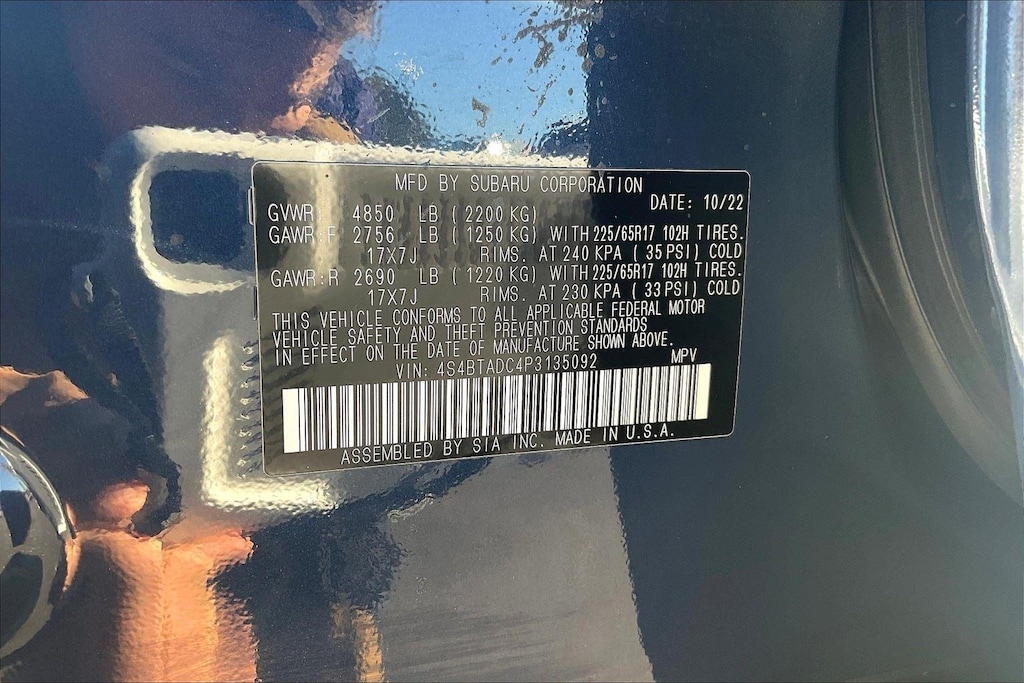 MFD BY SUBARU CORPORATION
DATE: 10/22
GVWR: 4850 LB (2200 KG)
GAWR:F 2756 LB (1250 KG) WITH 225/65R17 102H TIRES.
17X7J RIMS. AT 240 KPA (35 PSI) COLD
GAWR:R 2690 LB (1220 KG) WITH 225/65R17 102H TIRES.
17X7J RIMS. AT 230 KPA (33 PSI) COLD
THIS VEHICLE CONFORMS TO ALL APPLICABLE FEDERAL MOTOR
VEHICLE SAFETY AND THEFT PREVENTION STANDARDS
IN EFFECT ON THE DATE OF MANUFACTURE SHOWN ABOVE.
VIN: 4S4BTADC4P3135092 MPV
ASSEMBLED BY SIA INC. MADE IN U.S.A.